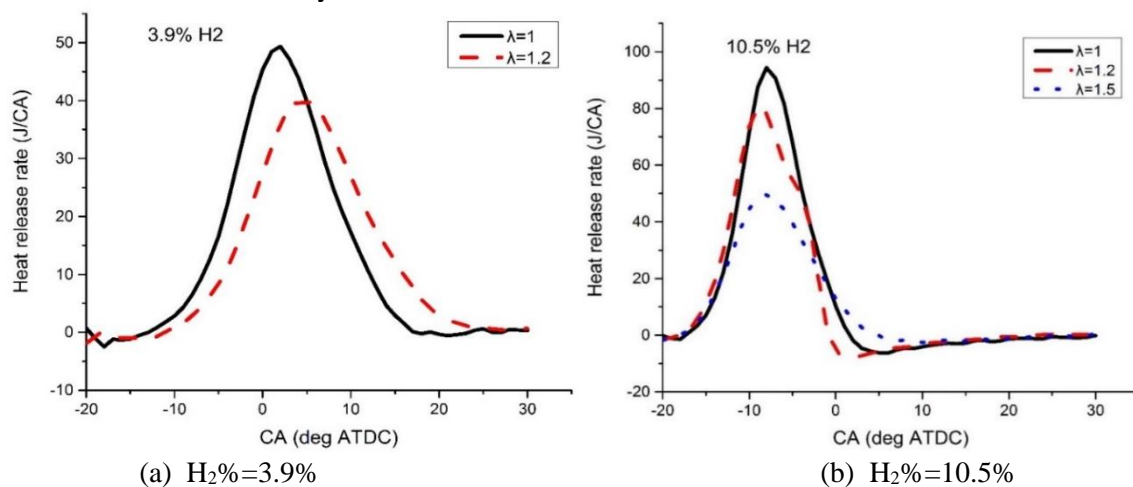 3.9% H2
λ=1
λ=1.2
50
40
30
20
10
0
-10
Heat release rate (J/CA)
-20
-10
0
10
20
30
CA (deg ATDC)
(a) H₂%=3.9%
10.5% H2
λ=1
λ=1.2
λ=1.5
100
80
60
40
20
0
-20
Heat release rate (J/CA)
-20
-10
0
10
20
30
CA (deg ATDC)
(b) H₂%=10.5%